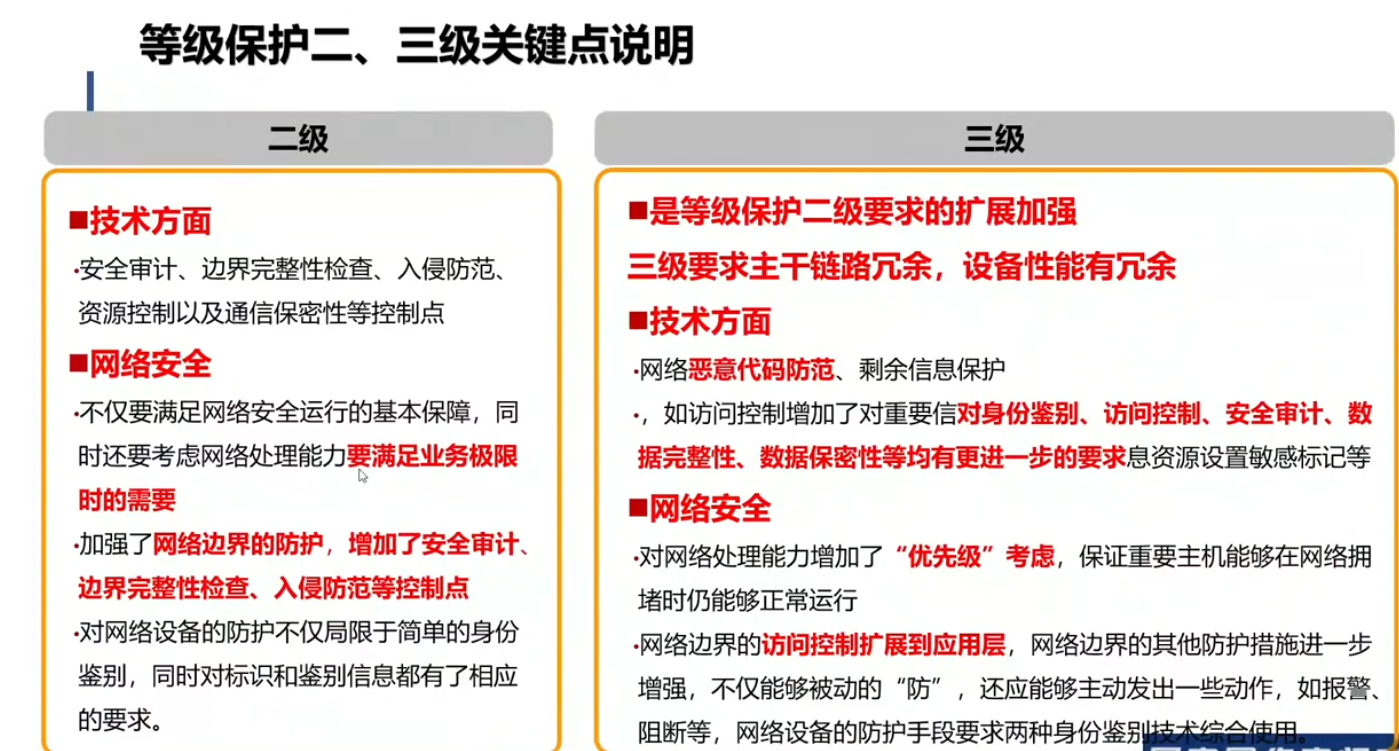 等级保护二、三级关键点说明
二级
■技术方面
·安全审计、边界完整性检查、入侵防范、
资源控制以及通信保密性等控制点
■网络安全
·不仅要满足网络安全运行的基本保障，同
时还要考虑网络处理能力要满足业务极限
时的需要
·加强了网络边界的防护，增加了安全审计、
边界完整性检查、入侵防范等控制点
·对网络设备的防护不仅局限于简单的身份
鉴别，同时对标识和鉴别信息都有了相应
的要求。
三级
■是等级保护二级要求的扩展加强
三级要求主干链路冗余，设备性能有冗余
■技术方面
·网络恶意代码防范、剩余信息保护
·，如访问控制增加了对重要信对身份鉴别、访问控制、安全审计、数
据完整性、数据保密性等均有更进一步的要求息资源设置敏感标记等
■网络安全
·对网络处理能力增加了“优先级”考虑，保证重要主机能够在网络拥
堵时仍能够正常运行
·网络边界的访问控制扩展到应用层，网络边界的其他防护措施进一步
增强，不仅能够被动的“防”，还应能够主动发出一些动作，如报警、
阻断等，网络设备的防护手段要求两种身份鉴别技术综合使用。